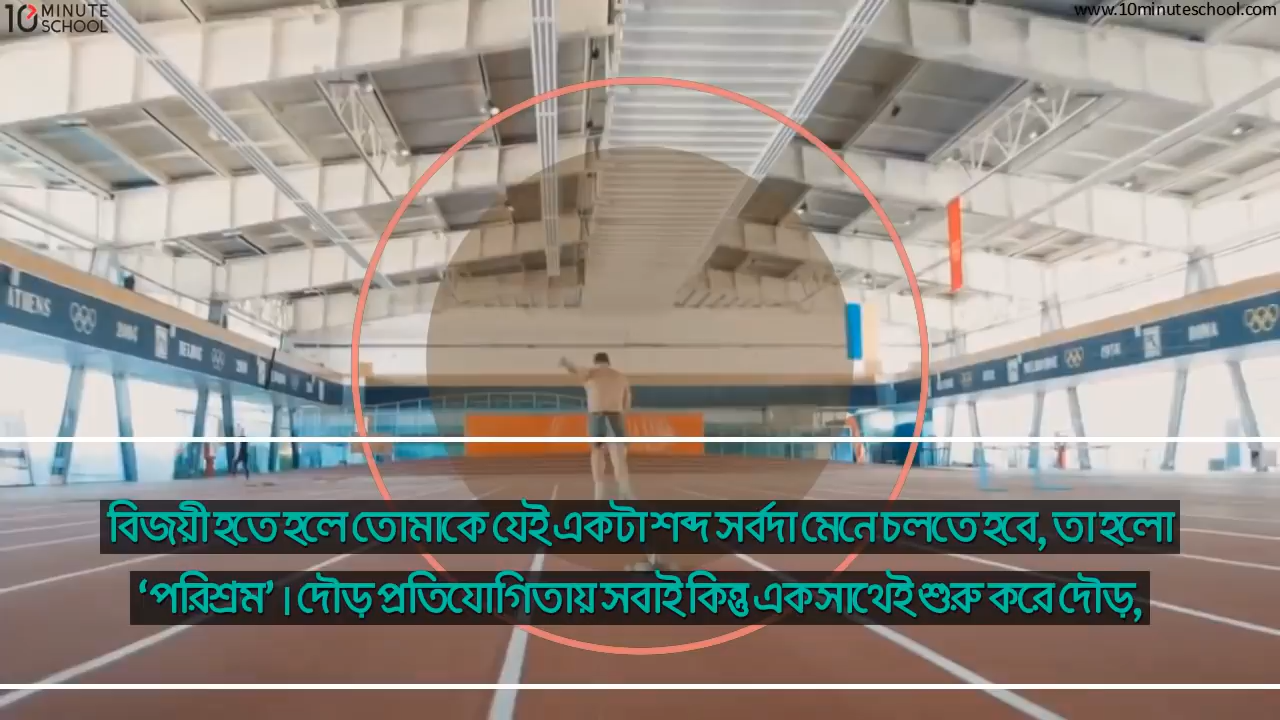 10 MINUTE SCHOOL
www.10minuteschool.com
ATHENS
বিজয়ী হতে হলে তোমাকে যেই একটা শব্দ সর্বদা মেনে চলতে হবে, তা হলো
‘পরিশ্রম’। দৌড় প্রতিযোগিতায় সবাই কিন্তু একসাথেই শুরু করে দৌড়,